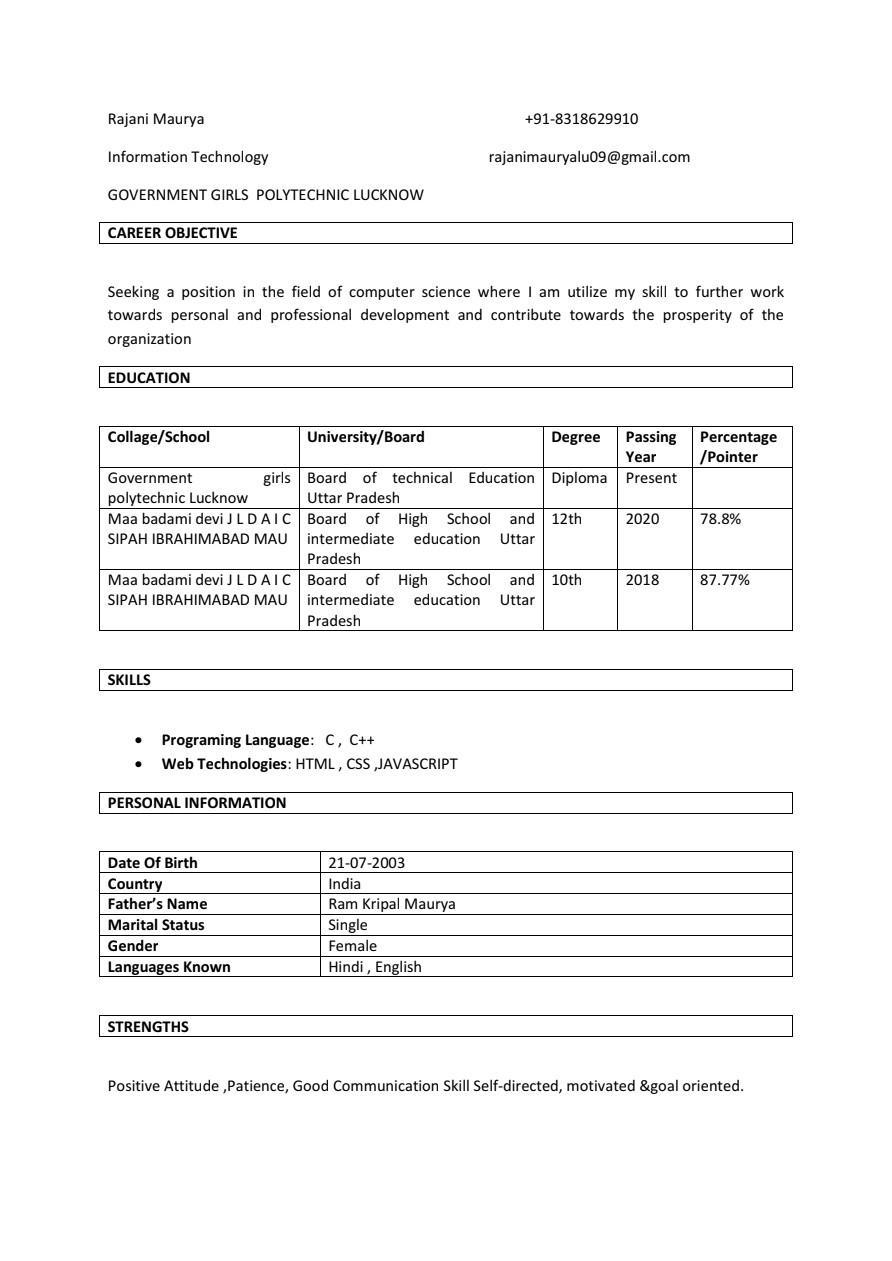 Rajani Maurya +91-8318629910
Information Technology rajanimauryalu09@gmail.com
GOVERNMENT GIRLS  POLYTECHNIC LUCKNOW
CAREER OBJECTIVE
Seeking a position in the field of computer science where I am utilize my skill to further work
towards personal and professional development and contribute towards the prosperity of the
organization
EDUCATION
Collage/School University/Board Degree Passing Year Percentage /Pointer
Government girls polytechnic Lucknow Board of technical Education Uttar Pradesh Diploma Present
Maa badami devi J L D A I C SIPAH IBRAHIMABAD MAU Board of High School and intermediate education Uttar Pradesh 12th 2020 78.8%
Maa badami devi J L D A I C SIPAH IBRAHIMABAD MAU Board of High School and intermediate education Uttar Pradesh 10th 2018 87.77%
SKILLS
• Programing Language:  C ,  C++
• Web Technologies: HTML , CSS ,JAVASCRIPT
PERSONAL INFORMATION
Date Of Birth 21-07-2003
Country India
Father’s Name Ram Kripal Maurya
Marital Status Single
Gender Female
Languages Known Hindi , English
STRENGTHS
Positive Attitude ,Patience, Good Communication Skill Self-directed, motivated &goal oriented.